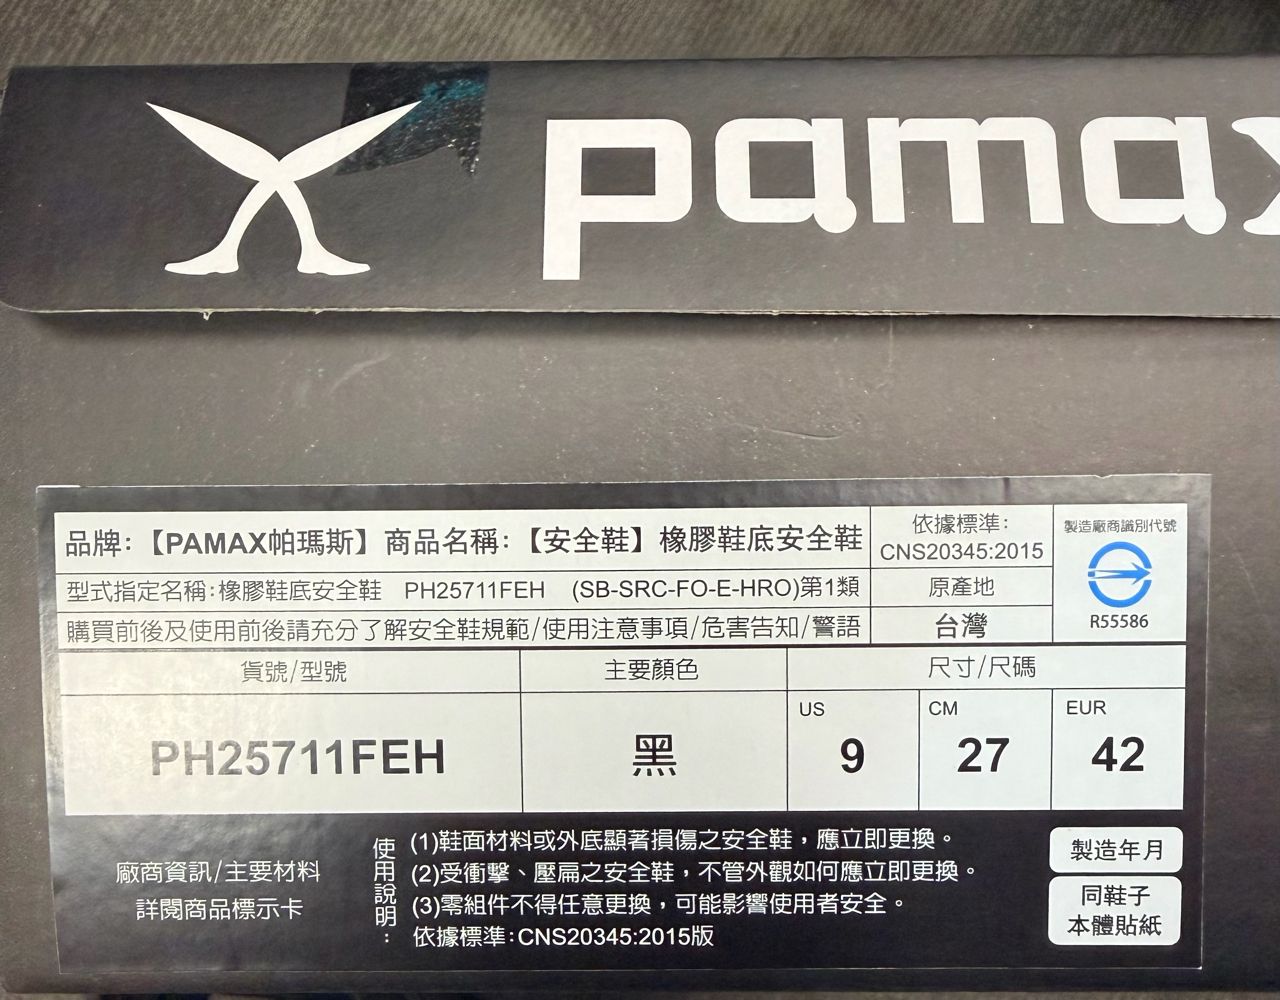 pamax
品牌:【PAMAX帕瑪斯】商品名稱:【安全鞋】橡膠鞋底安全鞋
依據標準:
CNS20345:2015
製造廠商識別代號
型式指定名稱:橡膠鞋底安全鞋 PH25711FEH (SB-SRC-FO-E-HRO)第1類
原產地
R55586
購買前後及使用前後請充分了解安全鞋規範/使用注意事項/危害告知/警語
台灣
貨號/型號
主要顏色
尺寸/尺碼
US
CM
EUR
PH25711FEH
黑
9
27
42
廠商資訊/主要材料
詳閱商品標示卡
使用說明:
(1)鞋面材料或外底顯著損傷之安全鞋,應立即更換。
(2)受衝擊、壓扁之安全鞋,不管外觀如何應立即更換。
(3)零組件不得任意更換,可能影響使用者安全。
依據標準:CNS20345:2015版
製造年月
同鞋子
本體貼紙